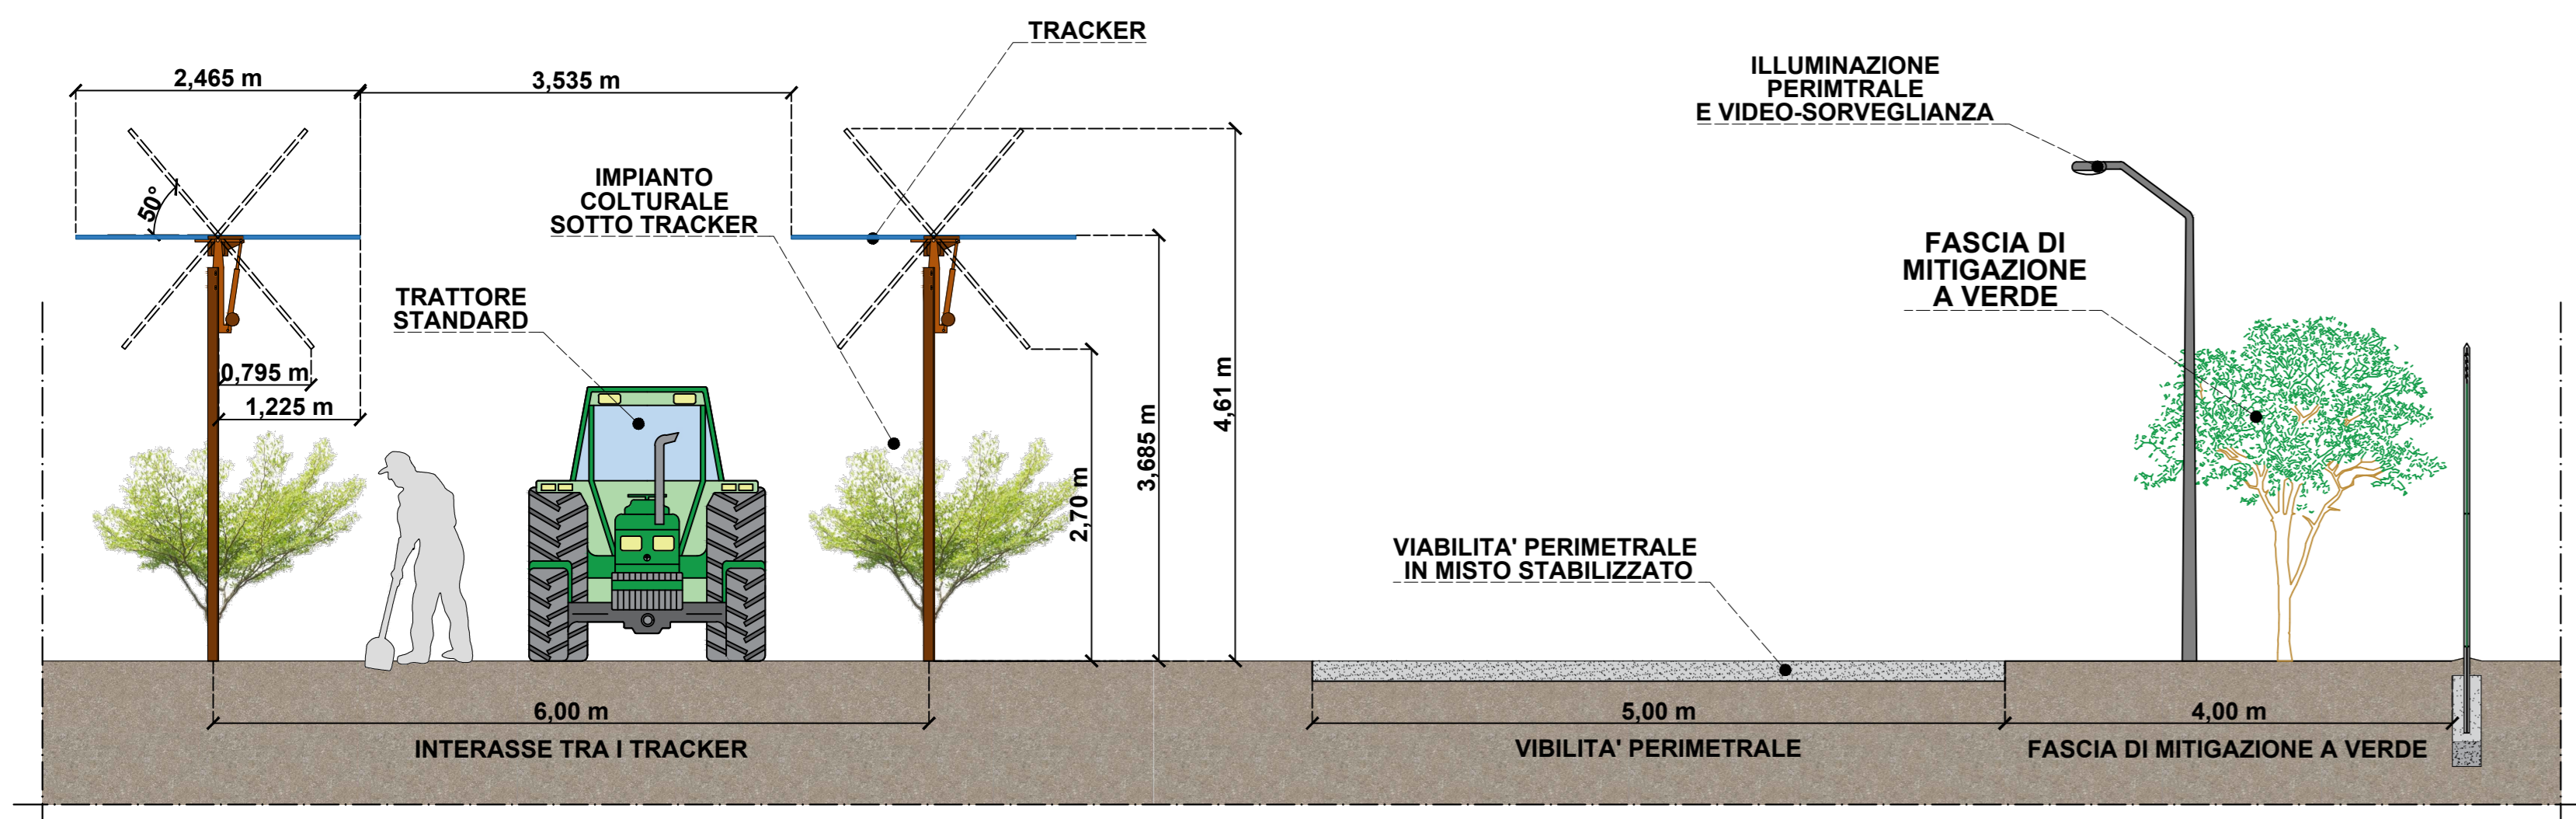 TRACKER
2,465 m
3,535 m
ILLUMINAZIONE
PERIMTRALE
E VIDEO-SORVEGLIANZA
50°
IMPIANTO
COLTURALE
SOTTO TRACKER
FASCIA DI
MITIGAZIONE
A VERDE
TRATTORE
STANDARD
0,795 m
1,225 m
4,61 m
3,685 m
2,70 m
VIABILITA' PERIMETRALE
IN MISTO STABILIZZATO
6,00 m
INTERASSE TRA I TRACKER
5,00 m
VIBILITA' PERIMETRALE
4,00 m
FASCIA DI MITIGAZIONE A VERDE